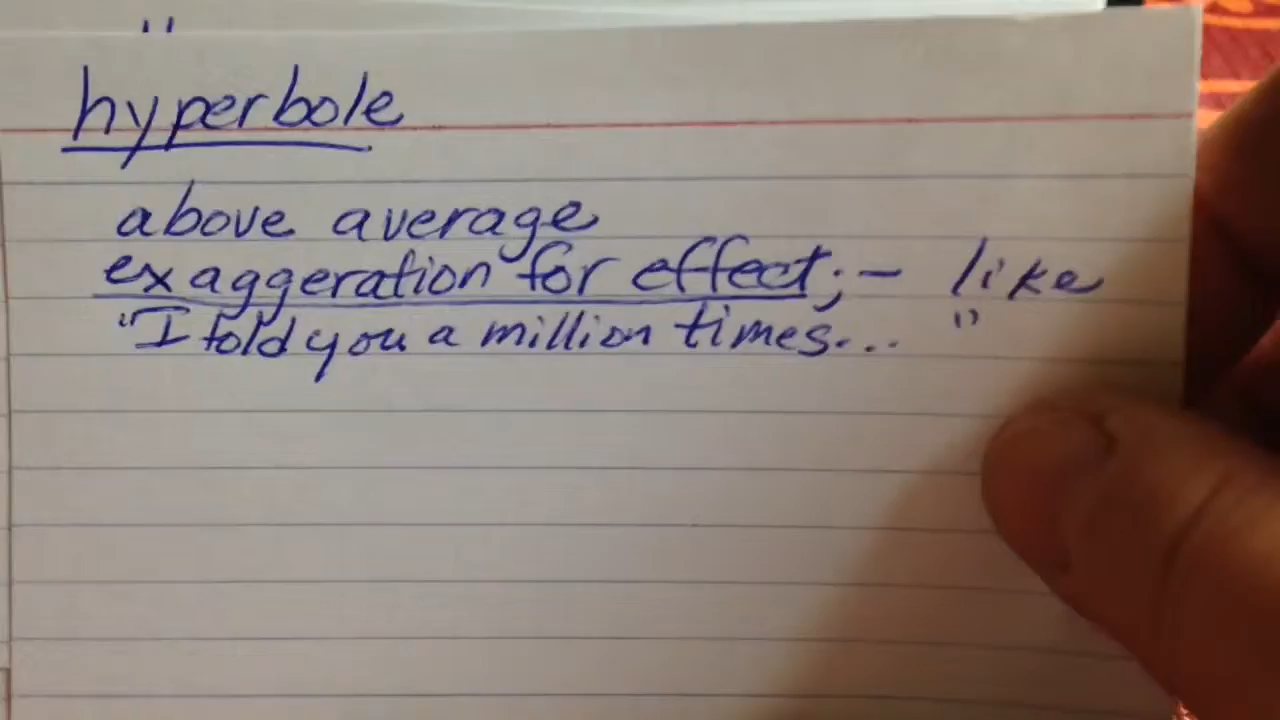 hyperbole
above average
exaggeration for effect;- like
"I told you a million times... "